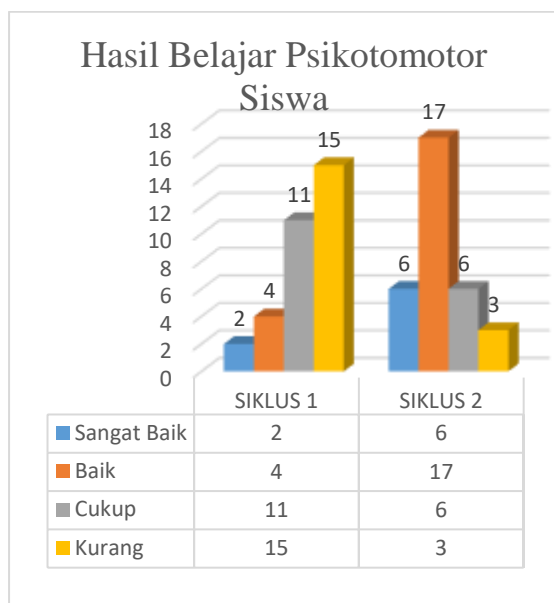 Hasil Belajar Psikotomotor
Siswa
18
16
14
12
10
8
6
4
2
0
2
4
11
15
6
17
6
3
SIKLUS 1 SIKLUS 2
Sangat Baik 2 6
Baik 4 17
Cukup 11 6
Kurang 15 3